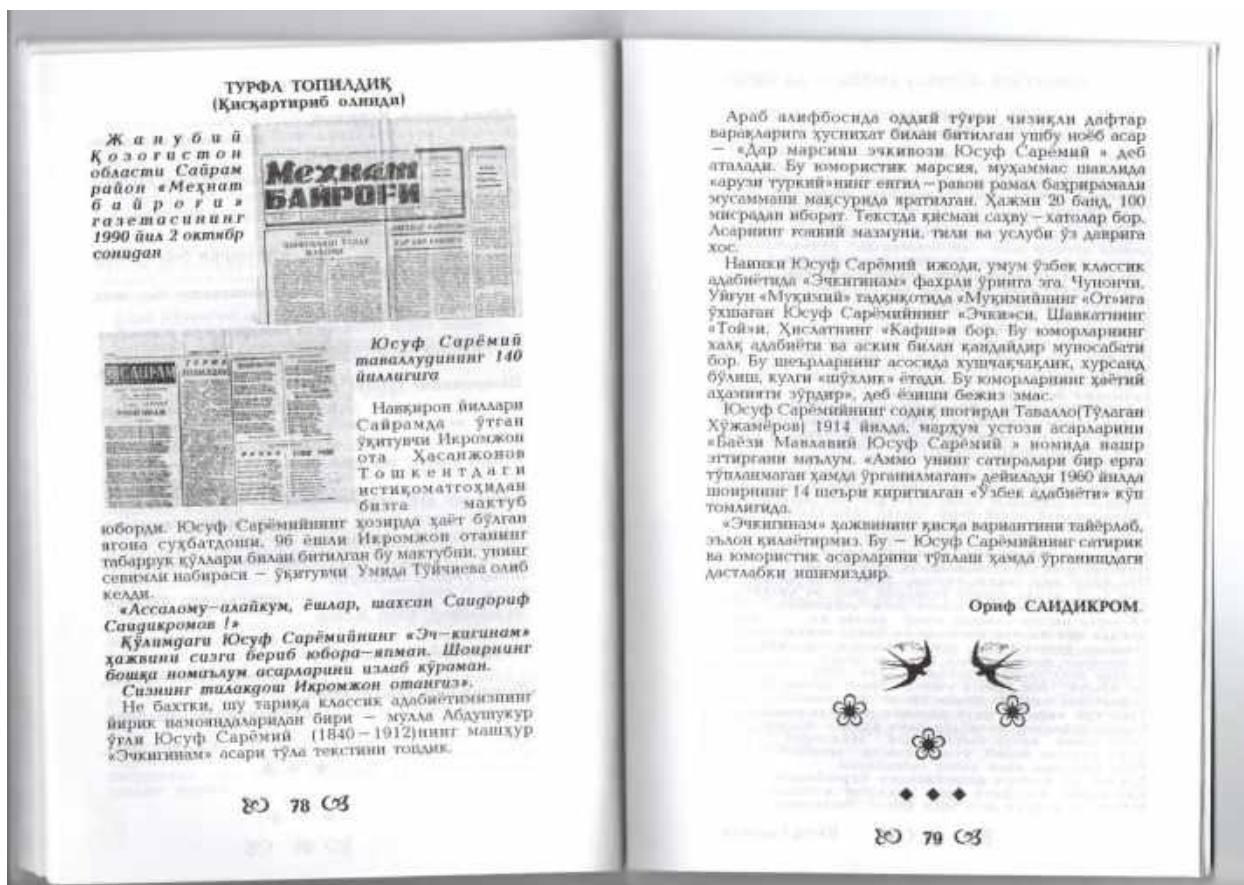 ТУРФА ТОПИЛДИҚ
(Қисқартириб олинди)
Жанубий
Қозоғистон
области Сайрам
район «Меҳнат
байроғи»
газетасининг
1990 йил 2 октябр
сонидан
Меҳнат
БАЙРОҒИ
Юсуф Сарёмий
таваллудининг 140
йиллигига
САЙРАМ
ТУРФА
ТОПИЛДИҚ
Навқирон йиллари
Сайрамда ўтган
ўқитувчи Икромжон
ота Ҳасанжонов
Тошкентдаги
истиқоматгоҳидан
бизга мактуб
юборди. Юсуф Сарёмийнинг ҳозирда ҳаёт бўлган
ягона суҳбатдоши, 96 ёшли Икромжон отанинг
табаррук қўллари билан битилган бу мактубни, унинг
севимли набираси – ўқитувчи Умида Тўйчиева олиб
келди.
«Ассалому–алайкум, ёшлар, шахсан Саидориф
Саидикромов !»
Қўлимдаги Юсуф Сарёмийнинг «Эч–кигинам»
ҳажвини сизга бериб юбора–япман. Шоирнинг
бошқа номаълум асарларини излаб кўраман.
Сизнинг тилакдош Икромжон отангиз».
Не бахтки, шу тариқа классик адабиётимизнинг
йирик намояндаларидан бири – мулла Абдушукур
ўғли Юсуф Сарёмий (1840–1912)нинг машҳур
«Эчкигинам» асари тўла текстини топдик.
78
Араб алифбосида оддий тўғри чизиқли дафтар
варақларига ҳуснихат билан битилган ушбу ноёб асар
– «Дар марсияи эчкивози Юсуф Сарёмий » деб
аталади. Бу юмористик марсия, муҳаммас шаклида
«арузи туркий»нинг енгил–равон рамал баҳрирамали
мусаммани мақсурида яратилган. Ҳажми 20 банд, 100
мисрадан иборат. Текстда қисман саҳву–хатолар бор.
Асарнинг ғоявий мазмуни, тили ва услуби ўз даврига
хос.
Наинки Юсуф Сарёмий ижоди, умум ўзбек классик
адабиётида «Эчкигинам» фахрли ўринга эга. Чунончи,
Уйғун «Муқимий» тадқиқотида «Муқимийнинг «От»ига
ўхшаган Юсуф Сарёмийнинг «Эчки»си, Шавкатнинг
«Той»и, Ҳислатнинг «Кафш»и бор. Бу юморларнинг
халқ адабиёти ва аския билан қандайдир муносабати
бор. Бу шеърларнинг асосида хушчақчақлик, хурсанд
бўлиш, кулги «шўхлик» ётади. Бу юморларнинг ҳаётий
аҳамияти зўрдир», деб ёзиши бежиз эмас.
Юсуф Сарёмийнинг содиқ шогирди Тавалло(Тўлаган
Хўжамёров) 1914 йилда, марҳум устози асарларини
«Баёзи Мавлавий Юсуф Сарёмий » номида нашр
эттиргани маълум. «Аммо унинг сатиралари бир ерга
тўпланмаган ҳамда ўрганилмаган» дейилади 1960 йилда
шоирнинг 14 шеъри киритилган «Ўзбек адабиёти» кўп
томлигида.
«Эчкигинам» ҳажвининг қисқа вариантини тайёрлаб,
эълон қилаётирмиз. Бу – Юсуф Сарёмийнинг сатирик
ва юмористик асарларини тўплаш ҳамда ўрганишдаги
дастлабки ишимиздир.
Ориф САИДИКРОМ.
79